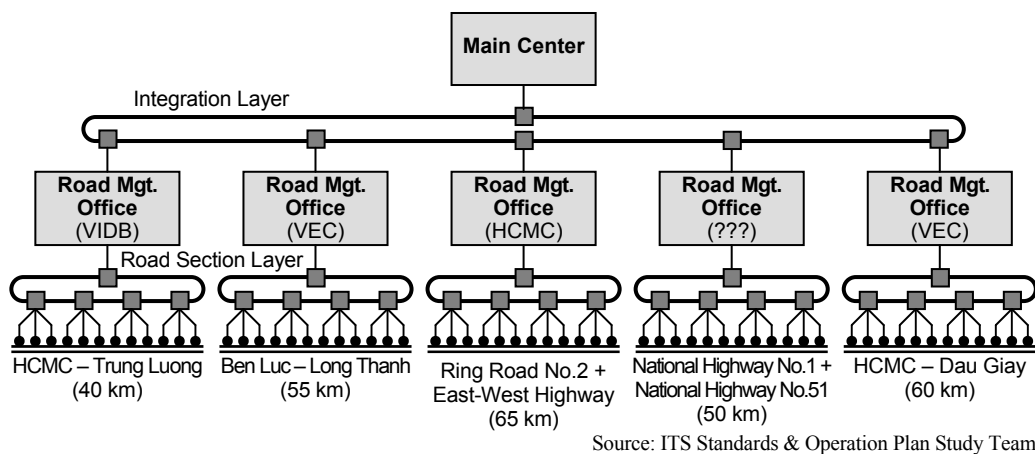 Main Center
Integration Layer
Road Mgt.
Office
(VIDB)
Road Mgt.
Office
(VEC)
Road Mgt.
Office
(HCMC)
Road Mgt.
Office
(???)
Road Mgt.
Office
(VEC)
Road Section Layer
HCMC – Trung Luong
(40 km)
Ben Luc – Long Thanh
(55 km)
Ring Road No.2 +
East-West Highway
(65 km)
National Highway No.1 +
National Highway No.51
(50 km)
HCMC – Dau Giay
(60 km)
Source: ITS Standards & Operation Plan Study Team